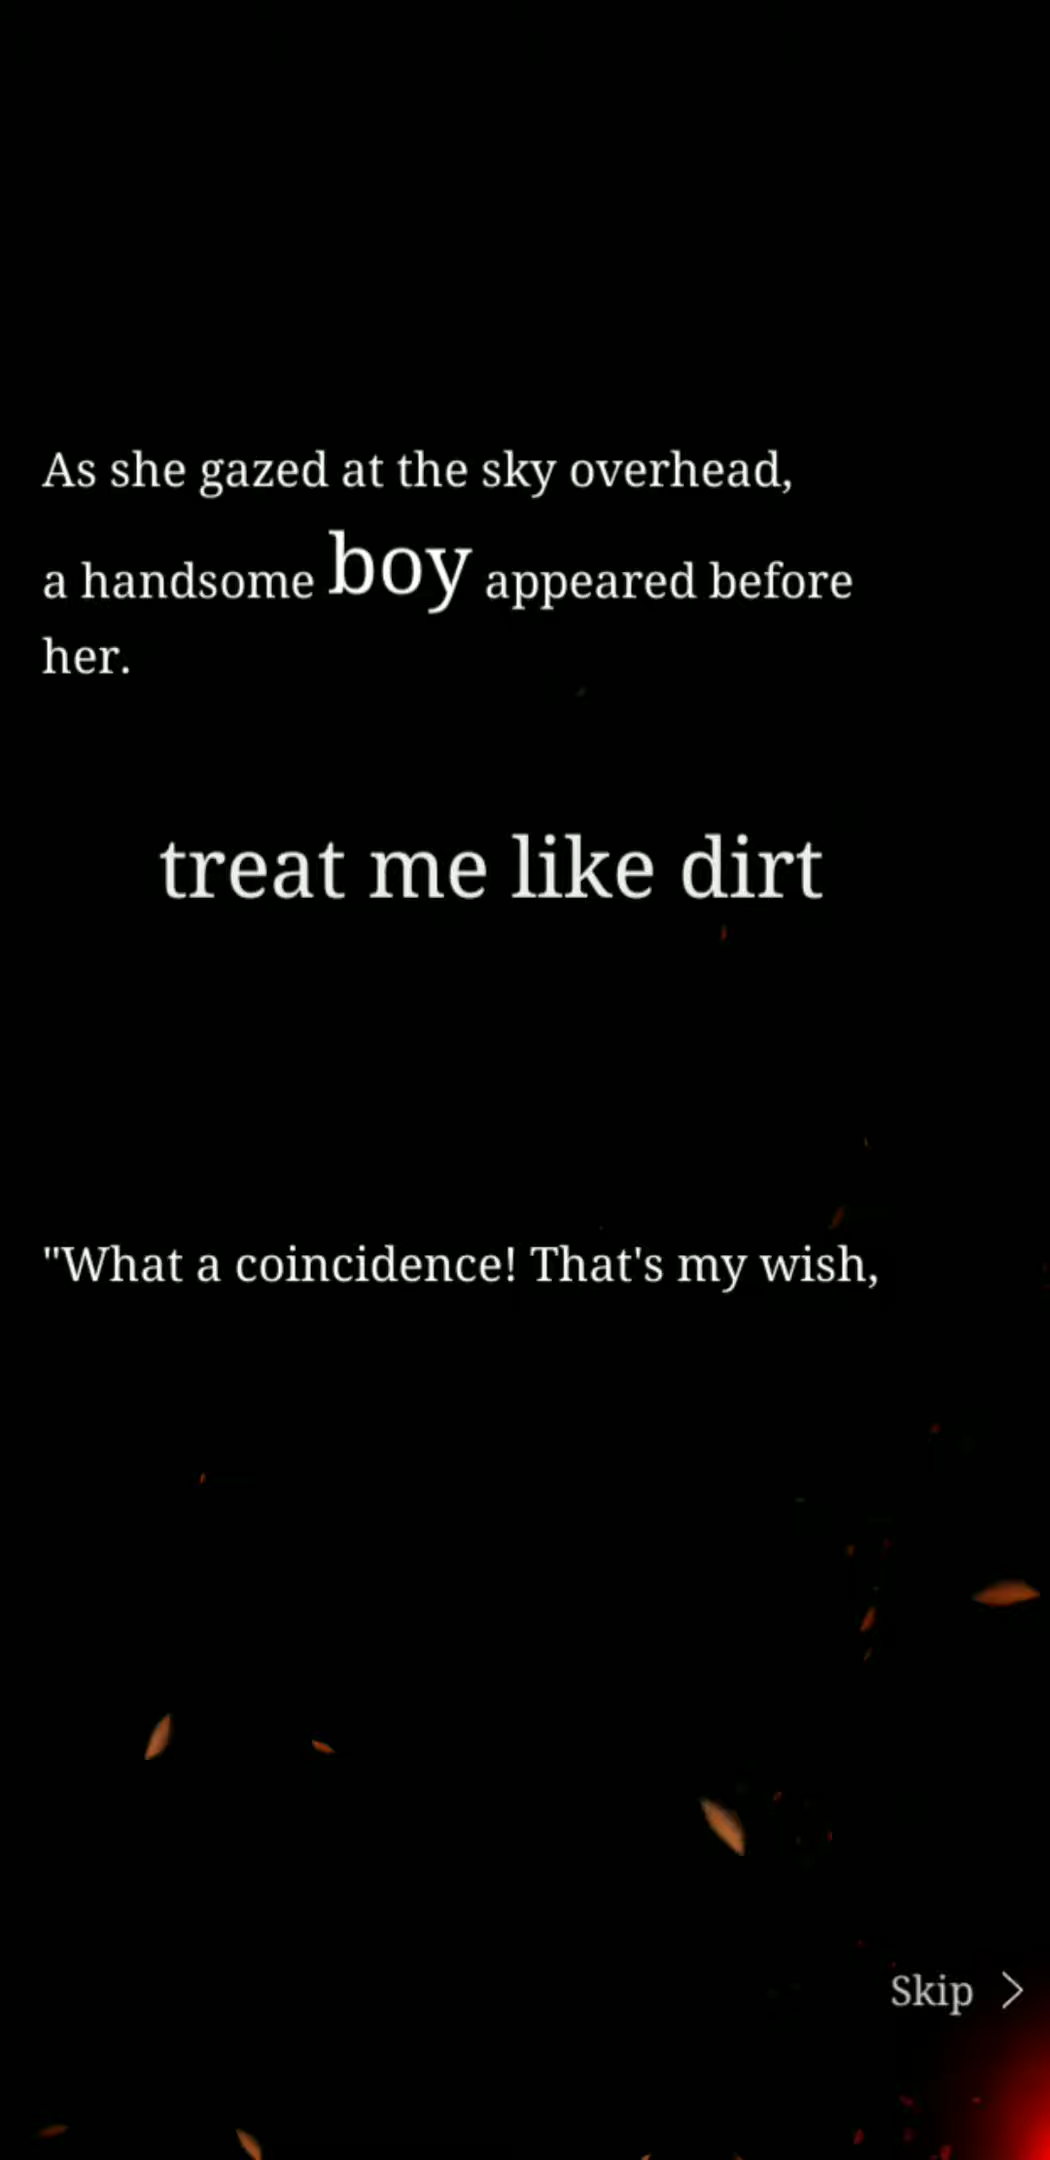 As she gazed at the sky overhead,
a handsome boy appeared before
her.
treat me like dirt
"What a coincidence! That's my wish,
Skip